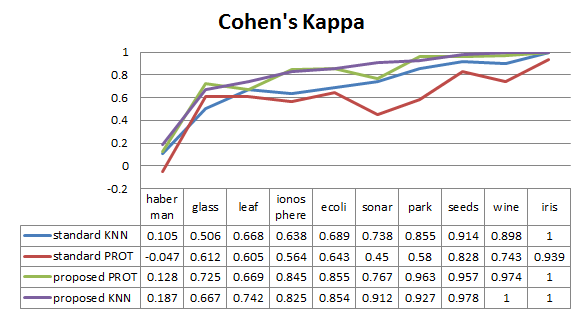 Cohen's Kappa
1
0.8
0.6
0.4
0.2
0
-0.2
haber man glass leaf ionos phere ecoli sonar park seeds wine iris
standard KNN 0.105 0.506 0.668 0.638 0.689 0.738 0.855 0.914 0.898 1
standard PROT -0.047 0.612 0.605 0.564 0.643 0.45 0.58 0.828 0.743 0.939
proposed PROT 0.128 0.725 0.669 0.845 0.855 0.767 0.963 0.957 0.974 1
proposed KNN 0.187 0.667 0.742 0.825 0.854 0.912 0.927 0.978 1 1